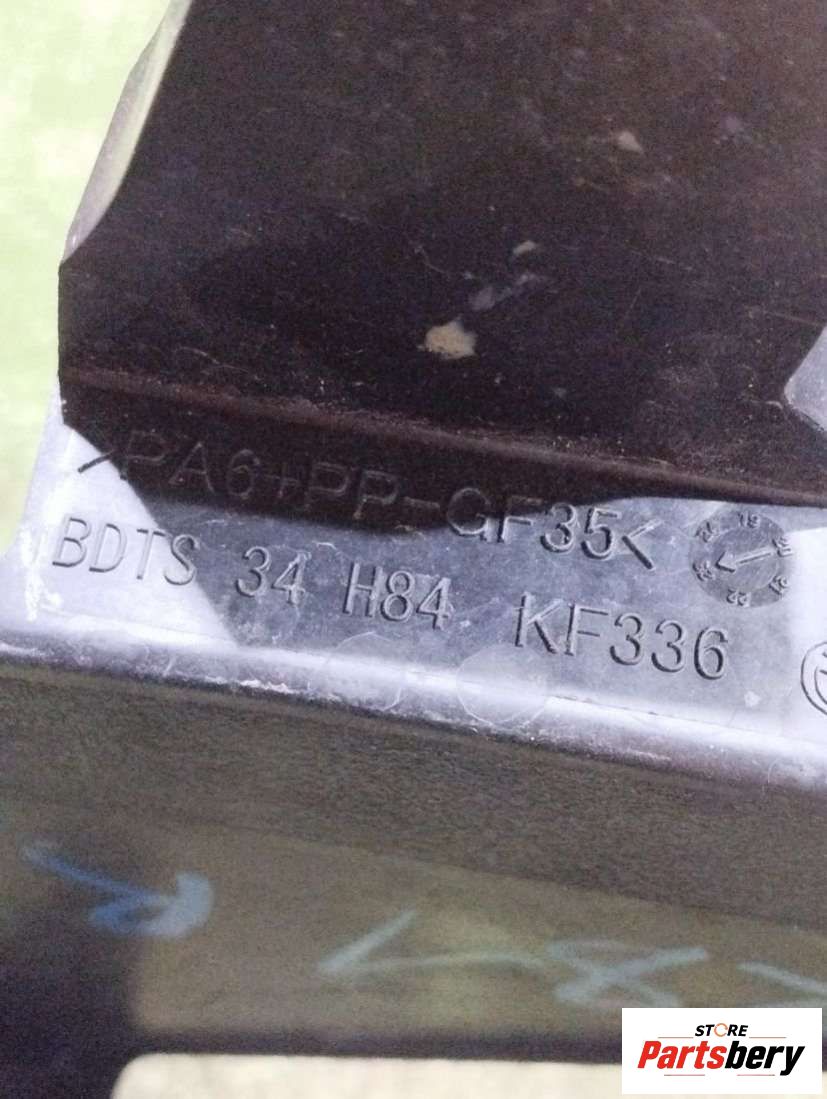 >PA6+PP-GF35<
BDTS 34 H84 KF336
STORE
Partsbery